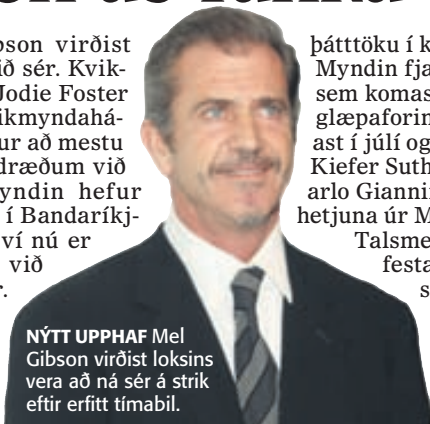 bson virðist
ið sér. Kvik-
Jodie Foster
ikmyndahá-
ur að mestu
dræðum við
yndin hefur
í Bandaríkj-
ví nú er
við
r.
þátttöku í k
Myndin fja
sem komas
glæpaforin
ast í júlí og
Kiefer Suth
arlo Gianni
hetjuna úr M
Talsme
festa
s
NÝTT UPPHAF Mel
Gibson virðist loksins
vera að ná sér á strik
eftir erfitt tímabil.